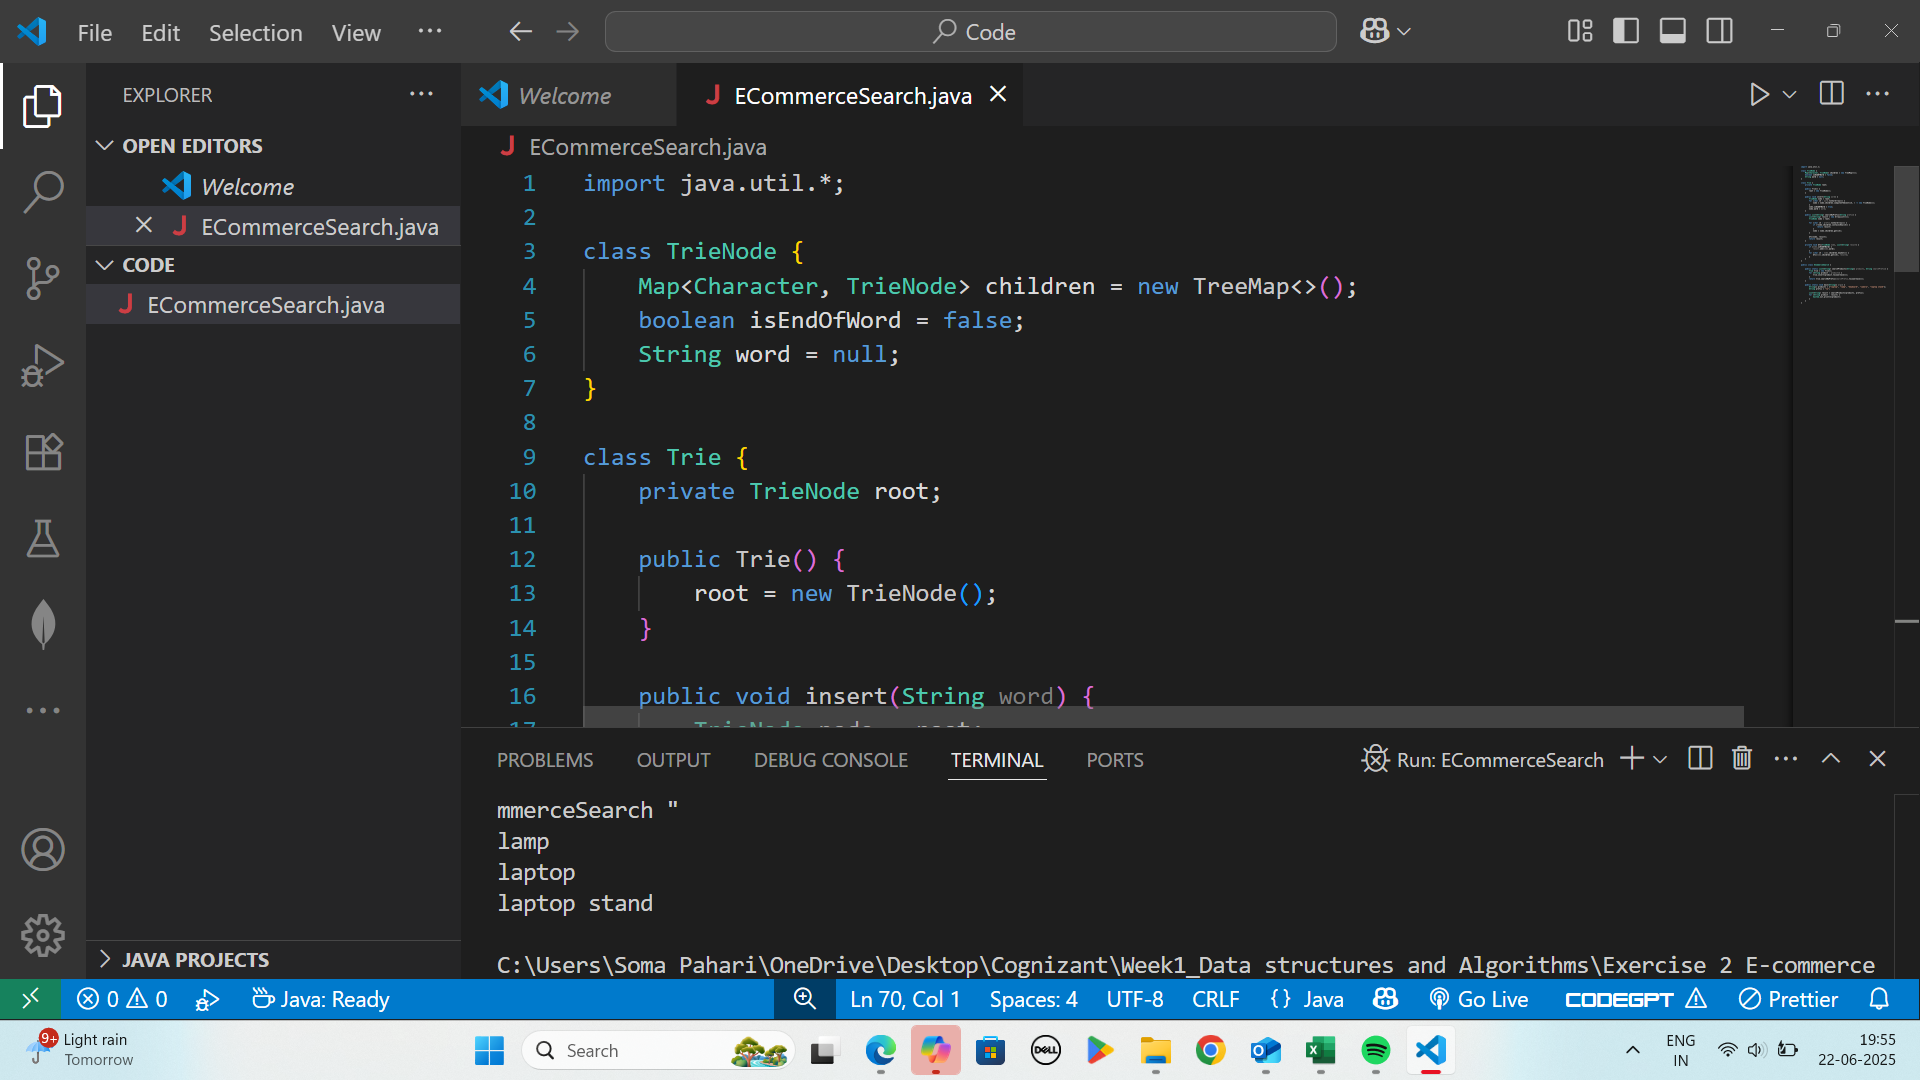 File Edit Selection View ··· Code
EXPLORER ···
OPEN EDITORS
Welcome
ECommerceSearch.java
CODE
ECommerceSearch.java
JAVA PROJECTS
Welcome ECommerceSearch.java
ECommerceSearch.java
1 import java.util.*;
2
3 class TrieNode {
4 Map<Character, TrieNode> children = new TreeMap<>();
5 boolean isEndOfWord = false;
6 String word = null;
7 }
8
9 class Trie {
10 private TrieNode root;
11
12 public Trie() {
13 root = new TrieNode();
14 }
15
16 public void insert(String word) {
17 TrieNode node = root;
PROBLEMS OUTPUT DEBUG CONSOLE TERMINAL PORTS Run: ECommerceSearch
mmerceSearch "
lamp
laptop
laptop stand
C:\Users\Soma Pahari\OneDrive\Desktop\Cognizant\Week1_Data structures and Algorithms\Exercise 2 E-commerce
0 0 Java: Ready Ln 70, Col 1 Spaces: 4 UTF-8 CRLF {} Java Go Live CODEGPT Prettier
9+ Light rain
Tomorrow
Search
DELL
ENG
IN
19:55
22-06-2025